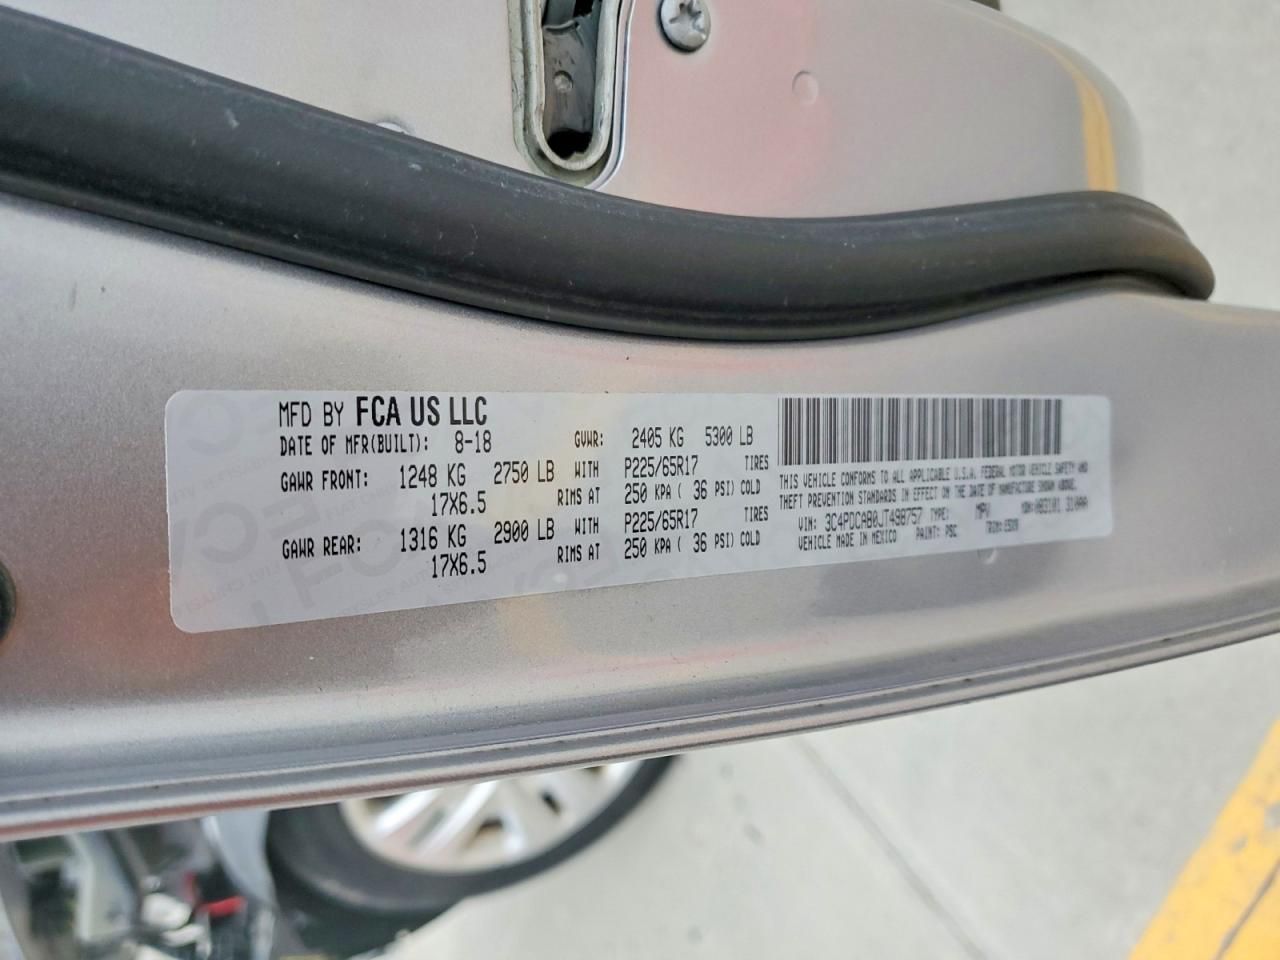 MFD BY FCA US LLC
DATE OF MFR(BUILT): 8-18 GVWR: 2405 KG 5300 LB
GAWR FRONT: 1248 KG 2750 LB WITH P225/65R17 TIRES
17X6.5 RIMS AT 250 KPA ( 36 PSI) COLD
GAWR REAR: 1316 KG 2900 LB WITH P225/65R17 TIRES
17X6.5 RIMS AT 250 KPA ( 36 PSI) COLD
THIS VEHICLE CONFORMS TO ALL APPLICABLE U.S.A. FEDERAL MOTOR VEHICLE SAFETY AND
THEFT PREVENTION STANDARDS IN EFFECT ON THE DATE OF MANUFACTURE SHOWN ABOVE.
VIN: 3C4PDCAB0JT498757 TYPE: MPV MDH:
VEHICLE MADE IN MEXICO PAINT: PSC TRIM: